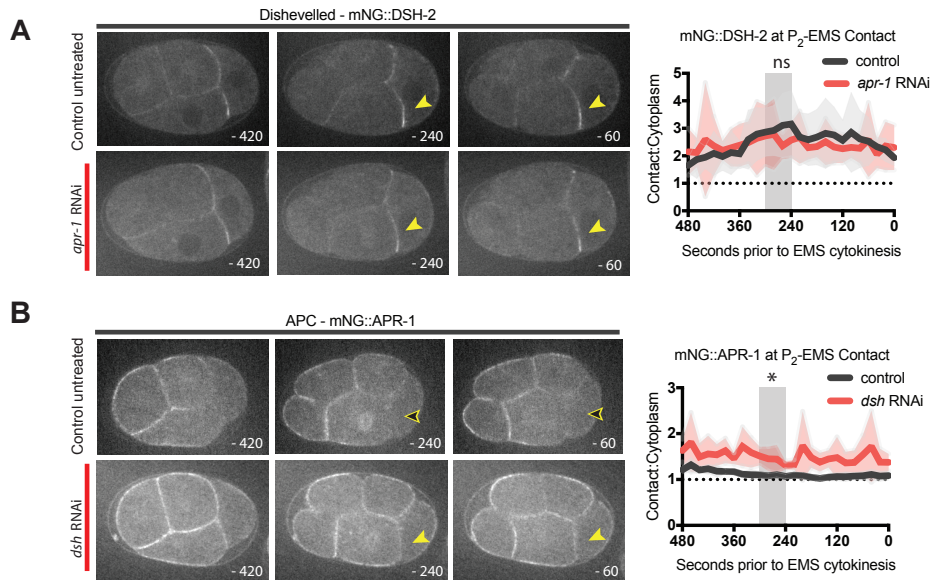 A
Dishevelled - mNG::DSH-2
Control untreated
- 420
- 240
- 60
apr-1 RNAi
- 420
- 240
- 60
mNG::DSH-2 at P2-EMS Contact
ns
control
apr-1 RNAi
Contact:Cytoplasm
5
4
3
2
1
0
480
360
240
120
0
Seconds prior to EMS cytokinesis
B
APC - mNG::APR-1
Control untreated
- 420
- 240
- 60
dsh RNAi
- 420
- 240
- 60
mNG::APR-1 at P2-EMS Contact
*
control
dsh RNAi
Contact:Cytoplasm
3
2
1
0
480
360
240
120
0
Seconds prior to EMS cytokinesis